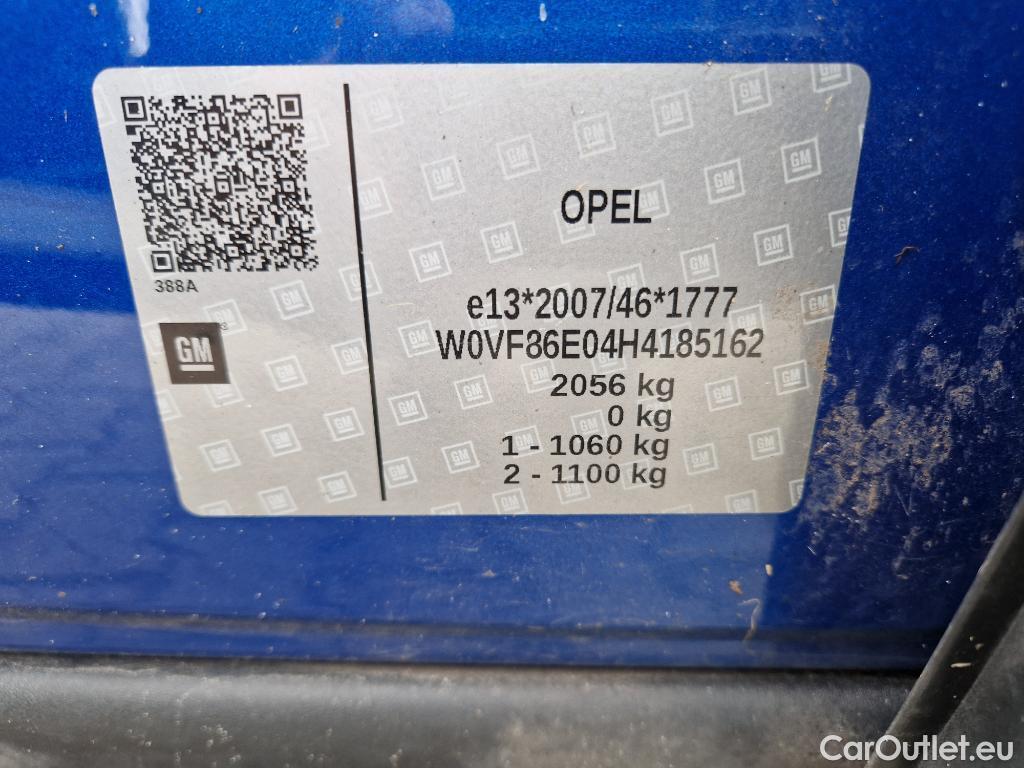 388A
GM
OPEL
e13*2007/46*1777
W0VF86E04H4185162
2056 kg
0 kg
1 - 1060 kg
2 - 1100 kg
CarOutlet.eu